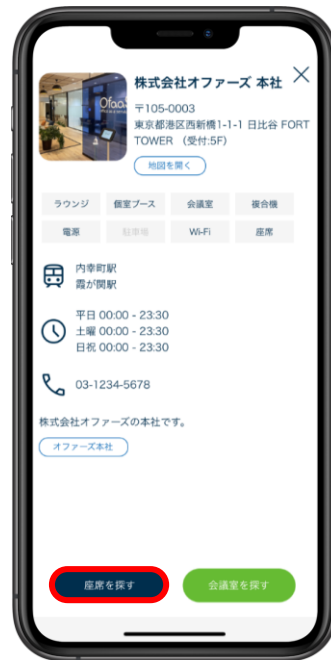 Ofaa
株式会社オファーズ 本社
〒105-0003
東京都港区西新橋1-1-1 日比谷 FORT
TOWER （受付:5F）
地図を開く
ラウンジ 個室ブース 会議室 複合機
電源 駐車場 Wi-Fi 座席
内幸町駅
霞が関駅
平日 00:00 - 23:30
土曜 00:00 - 23:30
日祝 00:00 - 23:30
03-1234-5678
株式会社オファーズの本社です。
オファーズ本社
座席を探す 会議室を探す